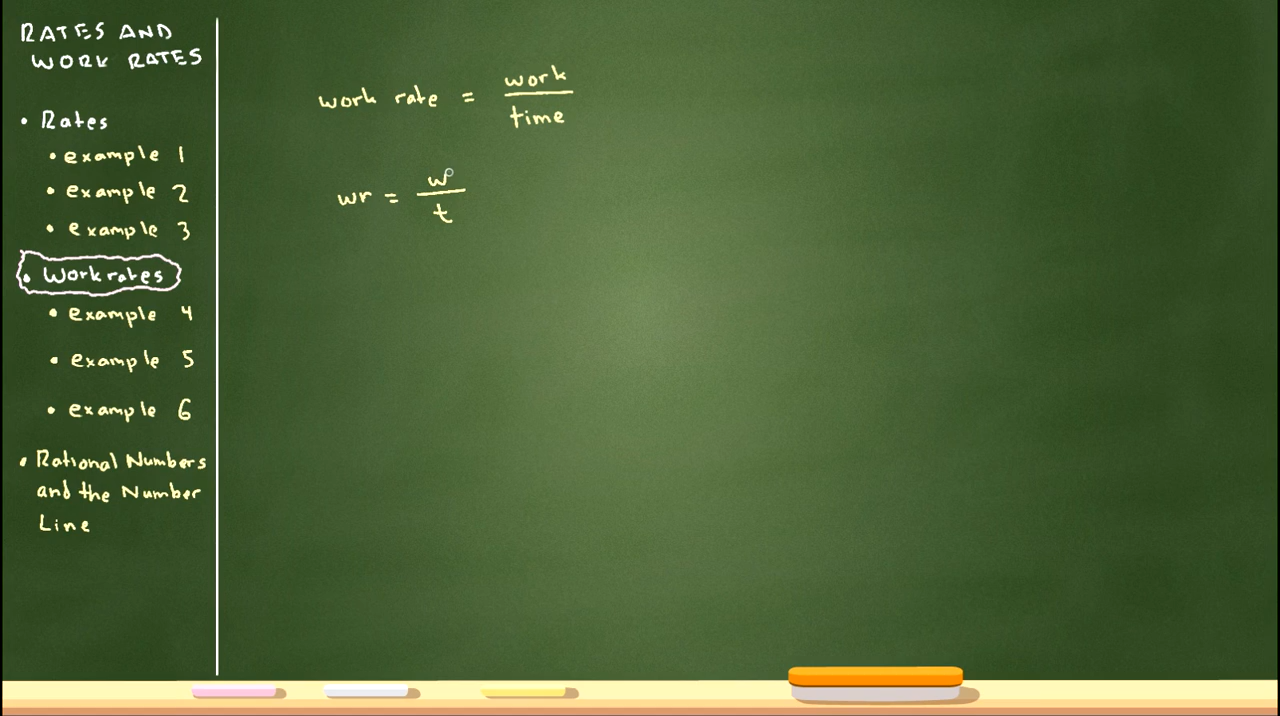 RATES AND
WORK RATES
• Rates
• example 1
• example 2
• example 3
• Work rates
• example 4
• example 5
• example 6
• Rational Numbers
and the Number
Line
work rate = work / time
wr = w / t